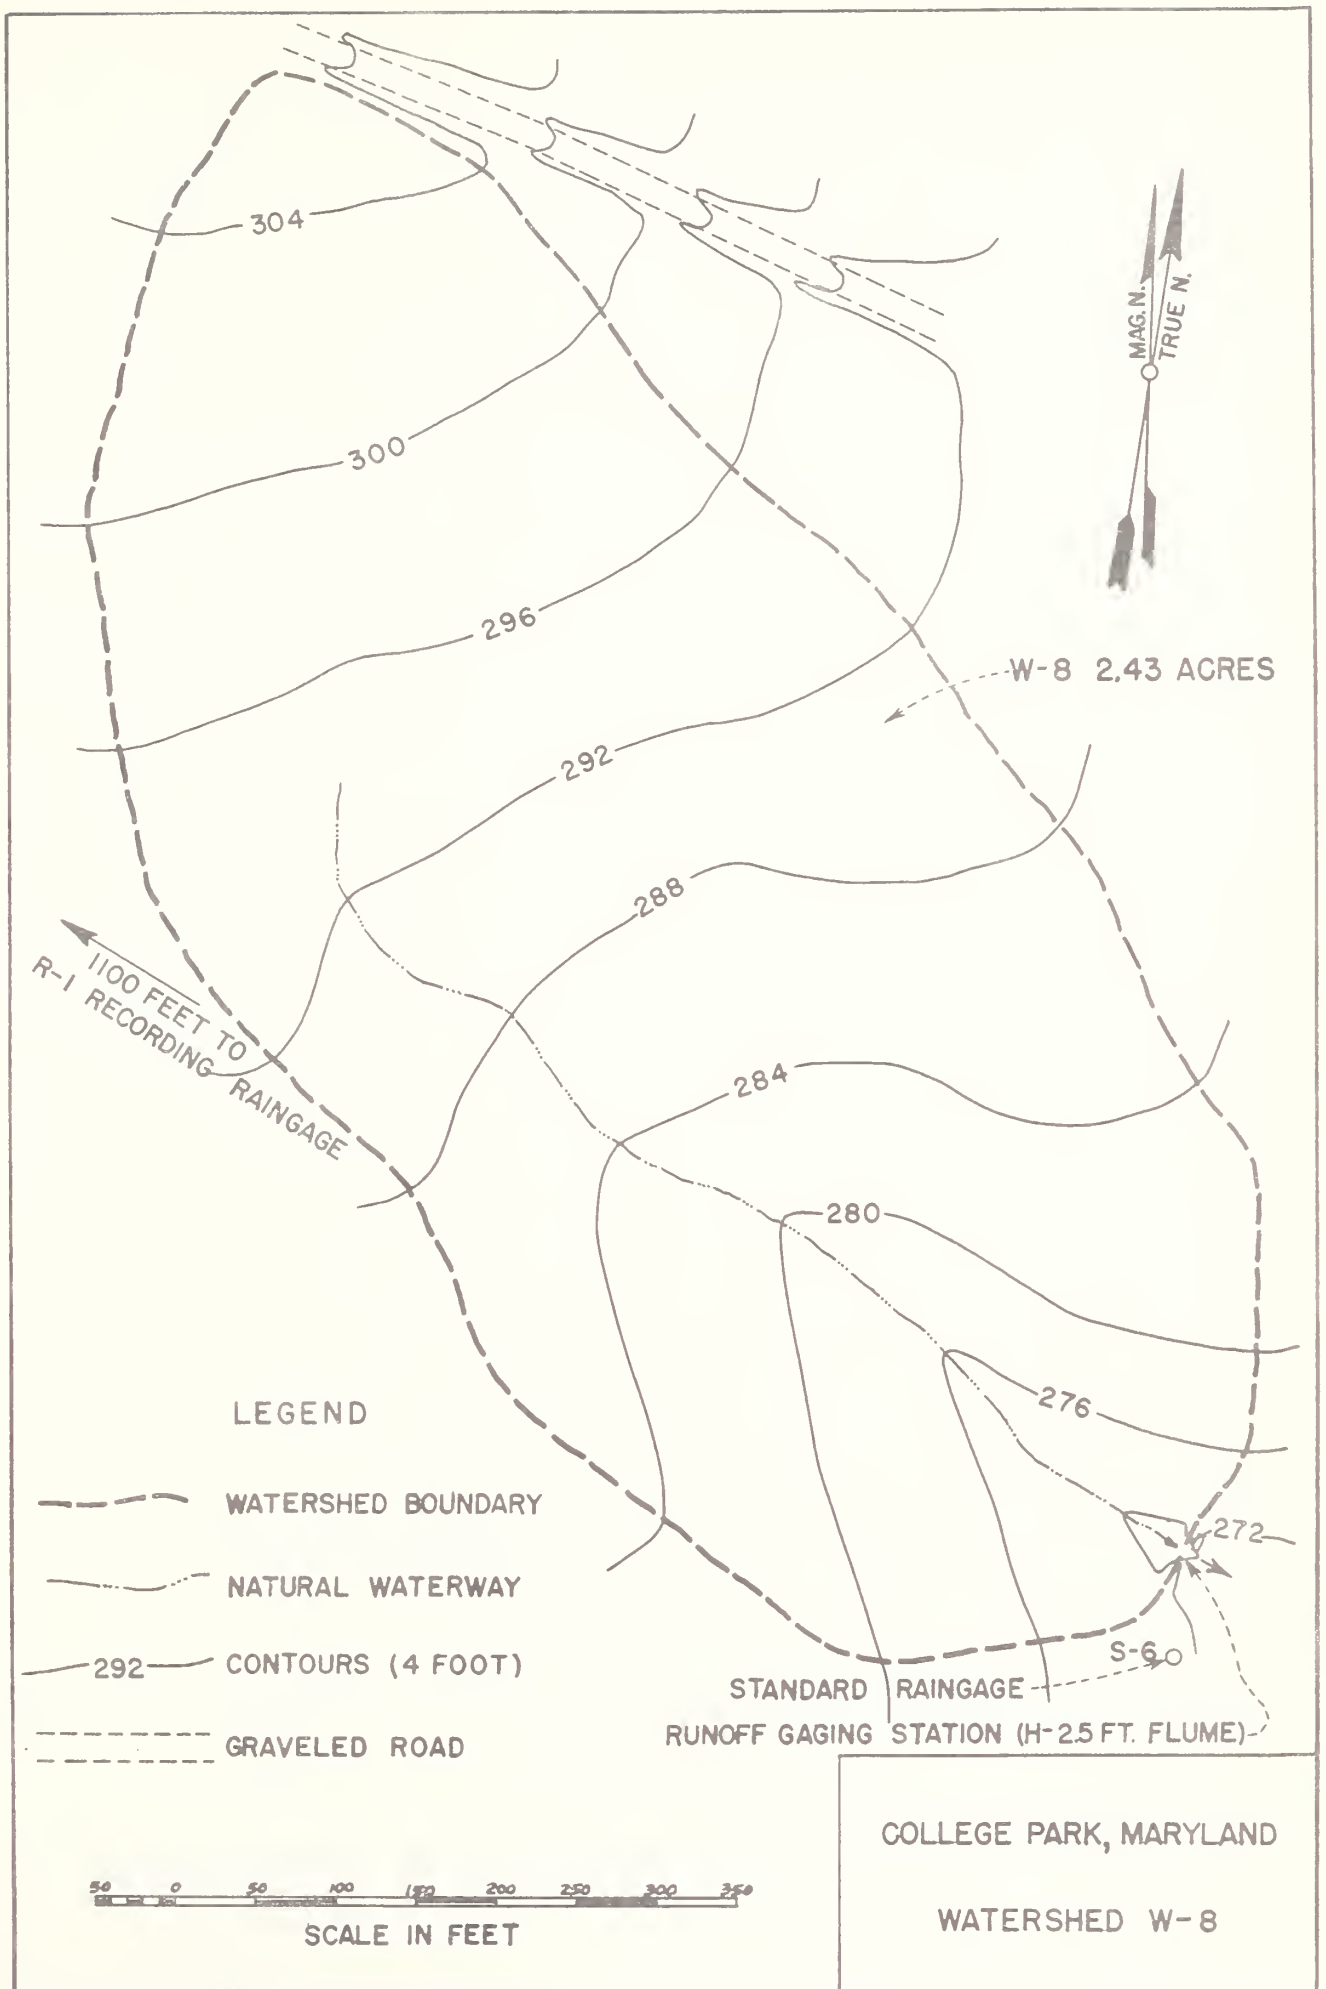 304
MAG. N.
TRUE N.
300
296
W-8 2.43 ACRES
292
288
1100 FEET TO
R-1 RECORDING RAINGAGE
284
280
276
272
LEGEND
WATERSHED BOUNDARY
NATURAL WATERWAY
292
CONTOURS (4 FOOT)
GRAVELED ROAD
S-6
STANDARD RAINGAGE
RUNOFF GAGING STATION (H-2.5 FT. FLUME)
50 0 50 100 150 200 250 300 350
SCALE IN FEET
COLLEGE PARK, MARYLAND
WATERSHED W-8